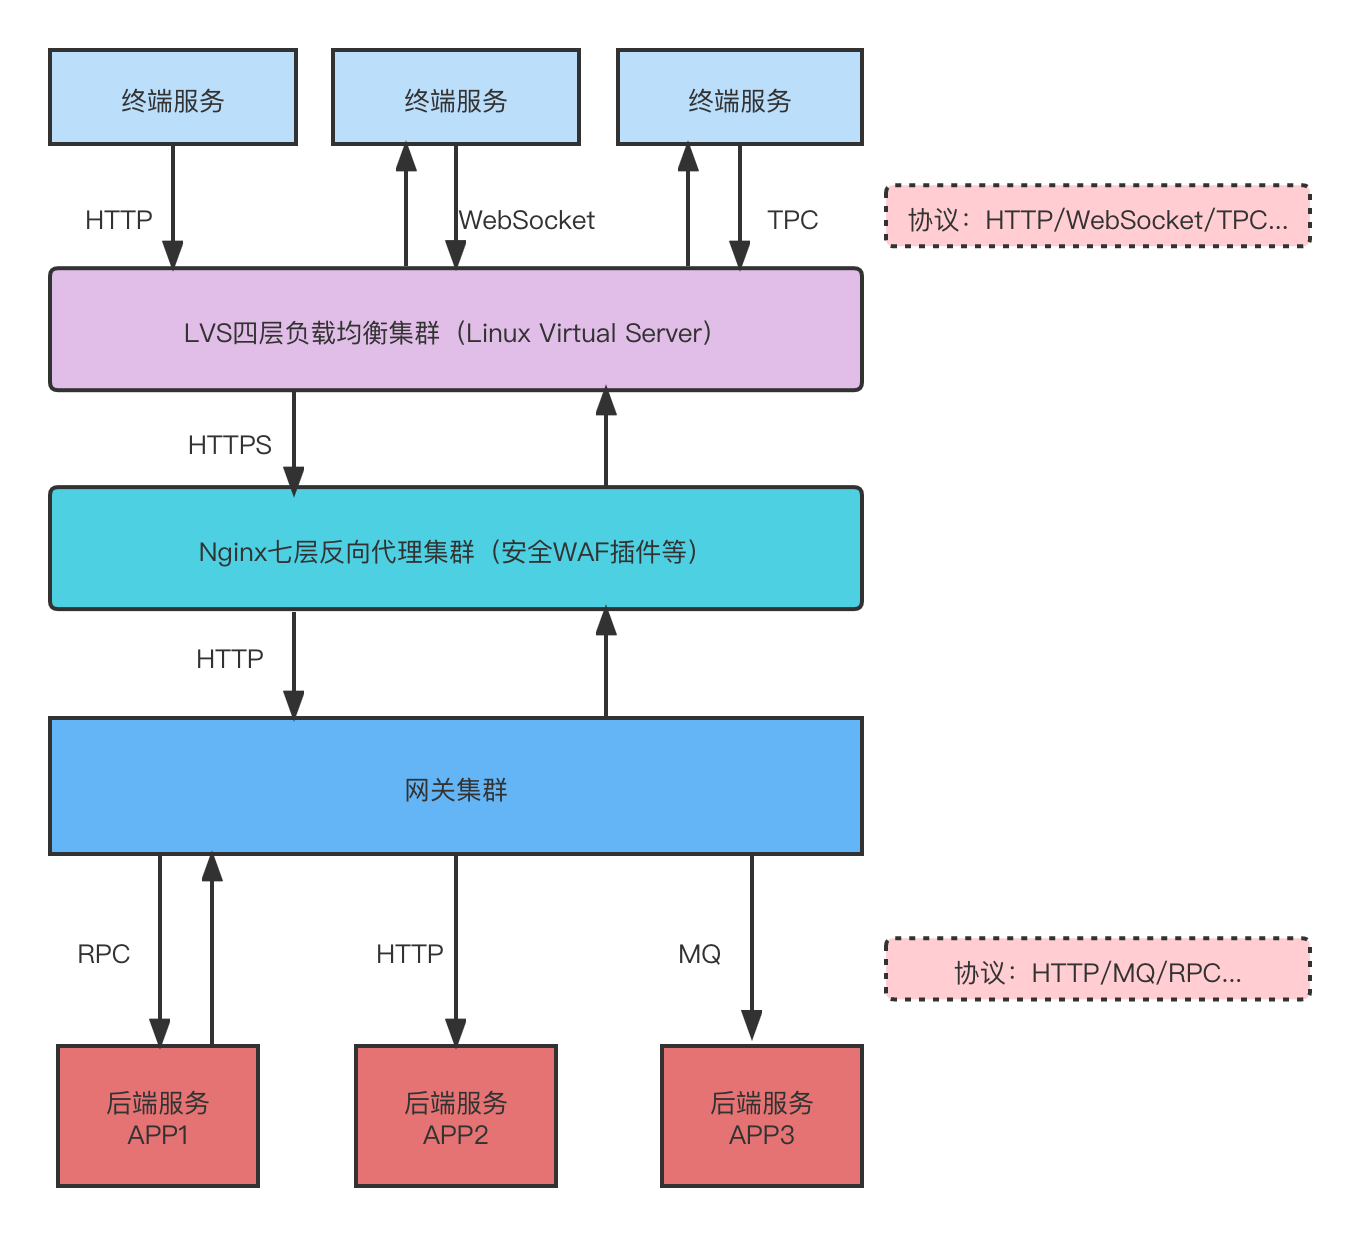 终端服务
终端服务
终端服务
HTTP
WebSocket
TPC
协议：HTTP/WebSocket/TPC...
LVS四层负载均衡集群（Linux Virtual Server）
HTTPS
Nginx七层反向代理集群（安全WAF插件等）
HTTP
网关集群
RPC
HTTP
MQ
协议：HTTP/MQ/RPC...
后端服务
APP1
后端服务
APP2
后端服务
APP3